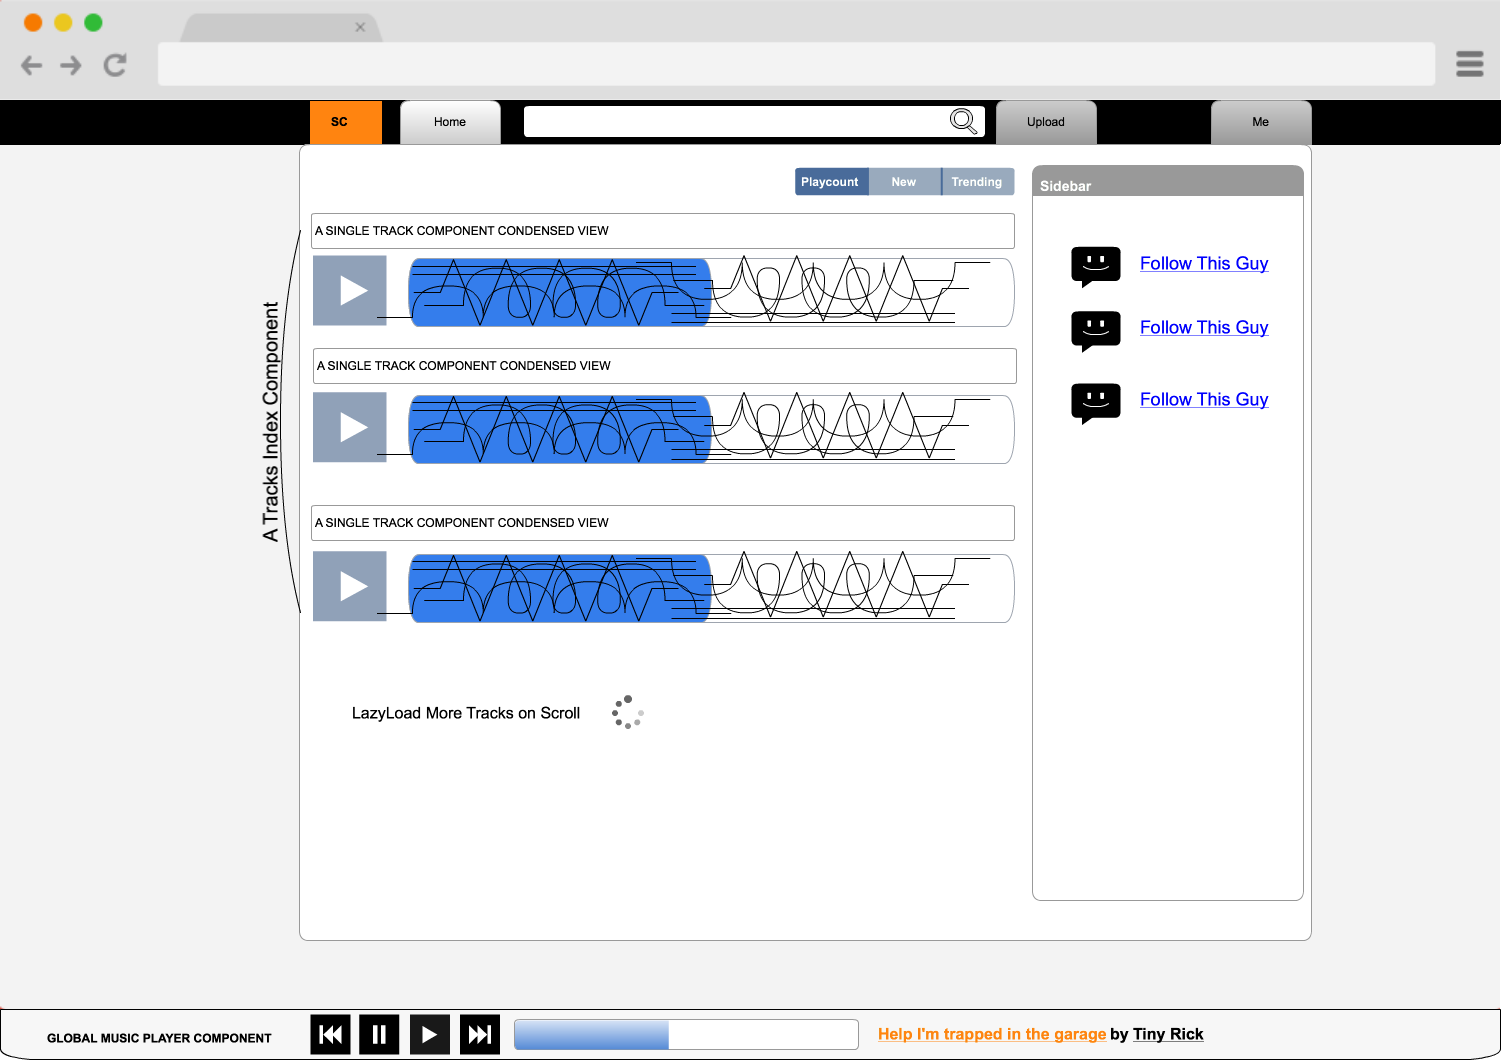 SC
Home
Upload
Me
Playcount
New
Trending
Sidebar
A SINGLE TRACK COMPONENT CONDENSED VIEW
Follow This Guy
Follow This Guy
A SINGLE TRACK COMPONENT CONDENSED VIEW
Follow This Guy
A Tracks Index Component
A SINGLE TRACK COMPONENT CONDENSED VIEW
LazyLoad More Tracks on Scroll
GLOBAL MUSIC PLAYER COMPONENT
Help I'm trapped in the garage by Tiny Rick